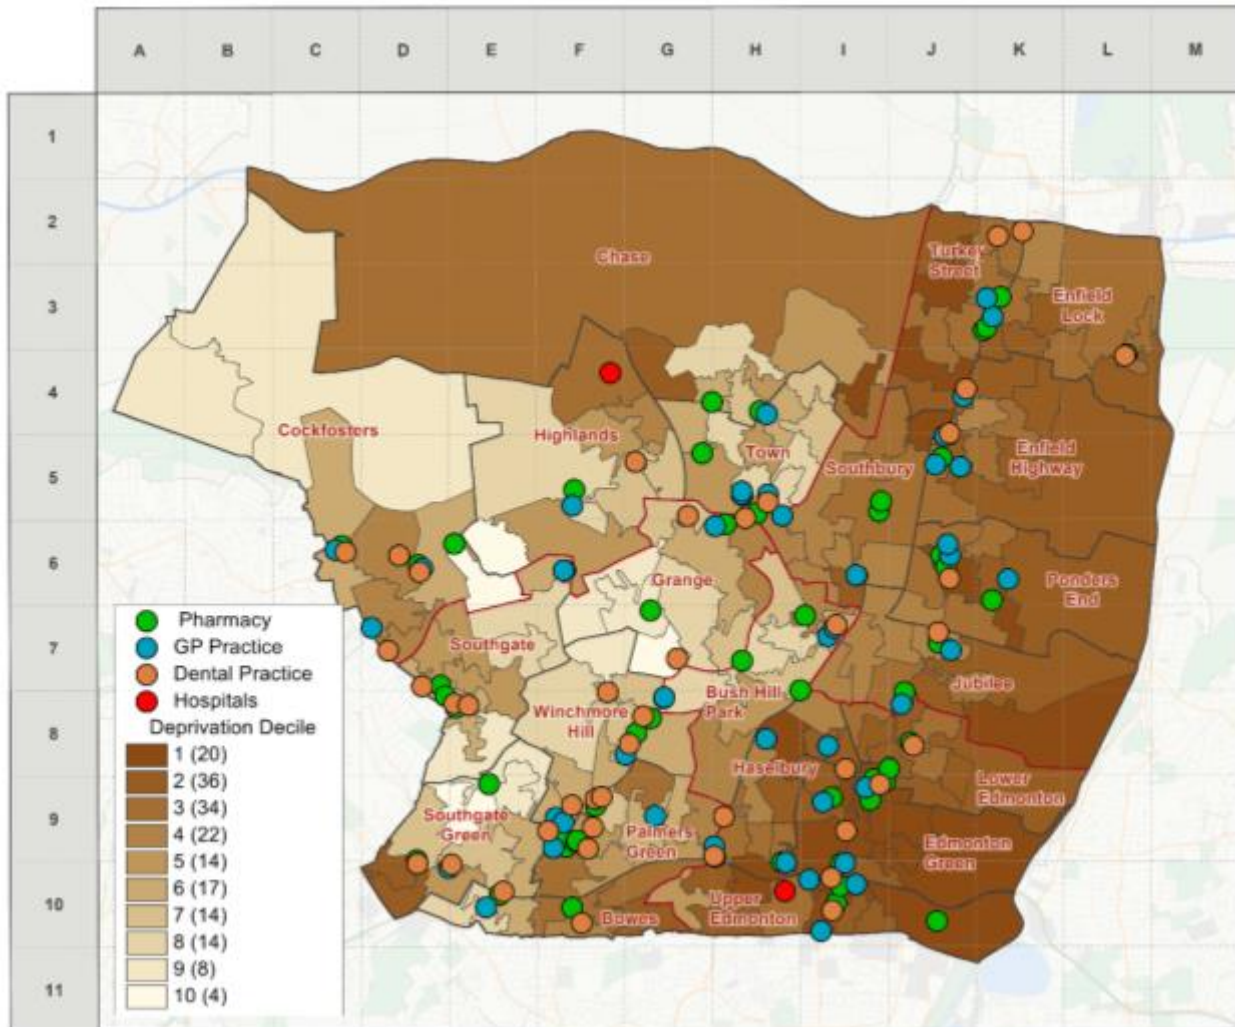 A B C D E F G H I J K L M
1
2
3
4
5
6
7
8
9
10
11
Turkey
Street
Chase
Enfield
Lock
Cockfosters
Highlands
Town
Southbury
Enfield
Highway
Grange
Ponders
End
Southgate
Jubilee
Bush Hill
Park
Winchmore
Hill
Haselbury
Lower
Edmonton
Southgate
Green
Palmers
Green
Edmonton
Green
Upper
Edmonton
Bowes
Pharmacy
GP Practice
Dental Practice
Hospitals
Deprivation Decile
1 (20)
2 (36)
3 (34)
4 (22)
5 (14)
6 (17)
7 (14)
8 (14)
9 (8)
10 (4)